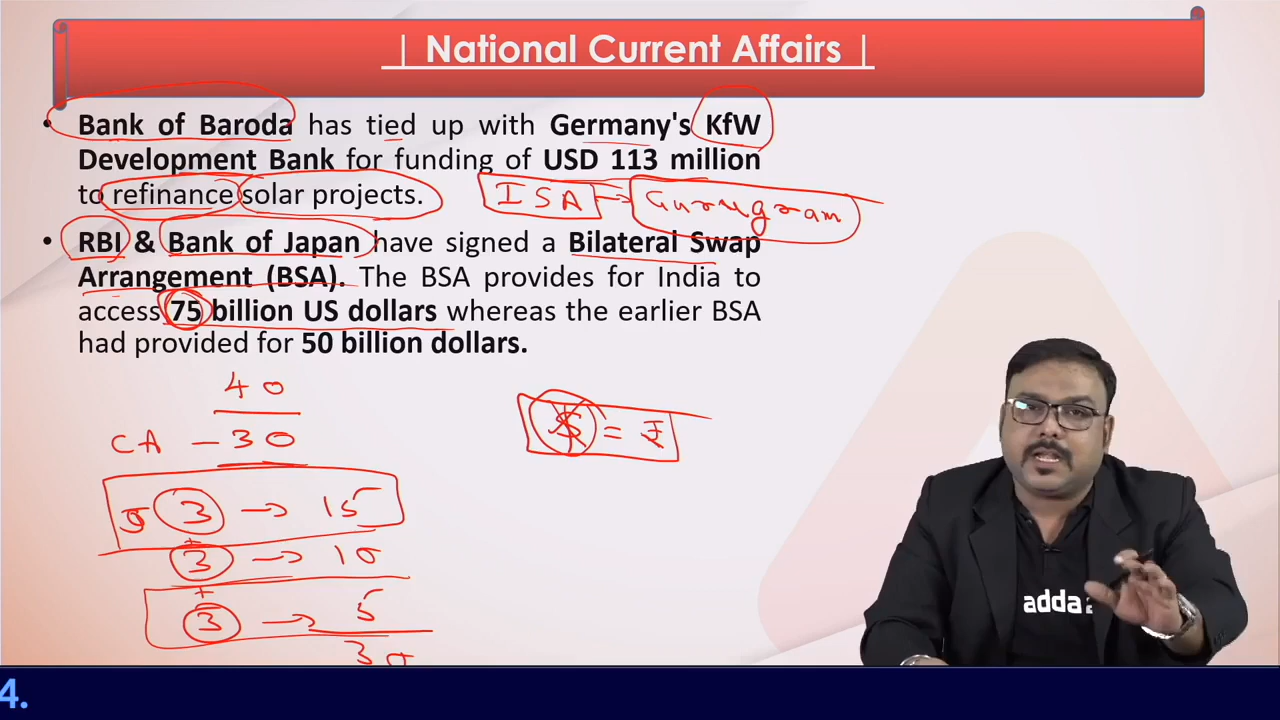 | National Current Affairs |
• Bank of Baroda has tied up with Germany's KfW
Development Bank for funding of USD 113 million
to refinance solar projects.
ISA → Gurugram
• RBI & Bank of Japan have signed a Bilateral Swap
Arrangement (BSA). The BSA provides for India to
access 75 billion US dollars whereas the earlier BSA
had provided for 50 billion dollars.
40
CA - 30
$ = ₹
3 → 15
+
3 → 10
+
3 → 5
30
adda
4.